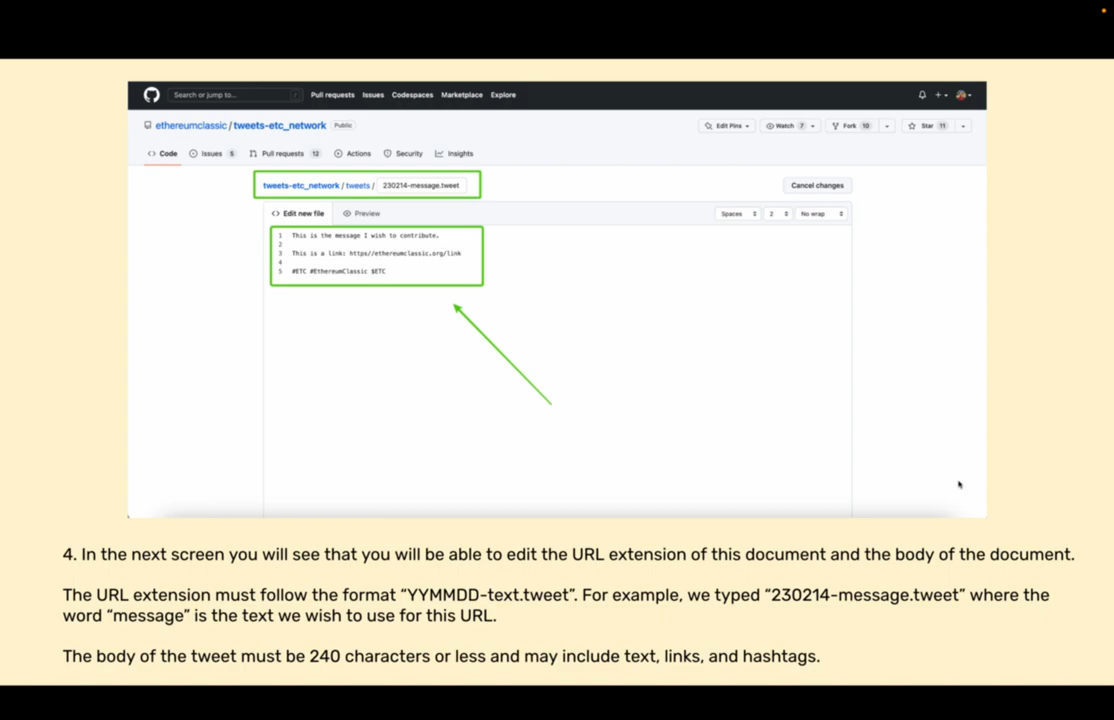 Search or jump to... /
Pull requests Issues Codespaces Marketplace Explore
ethereumclassic / tweets-etc_network Public
Edit Pins Watch 7 Fork 10 Star 11
Code Issues 5 Pull requests 12 Actions Security Insights
tweets-etc_network / tweets / 230214-message.tweet
Cancel changes
<> Edit new file Preview
Spaces 2 No wrap
1 This is the message I wish to contribute.
2
3 This is a link: https//ethereumclassic.org/link
4
5 #ETC #EthereumClassic $ETC
4. In the next screen you will see that you will be able to edit the URL extension of this document and the body of the document.
The URL extension must follow the format “YYMMDD-text.tweet”. For example, we typed “230214-message.tweet” where the
word “message” is the text we wish to use for this URL.
The body of the tweet must be 240 characters or less and may include text, links, and hashtags.